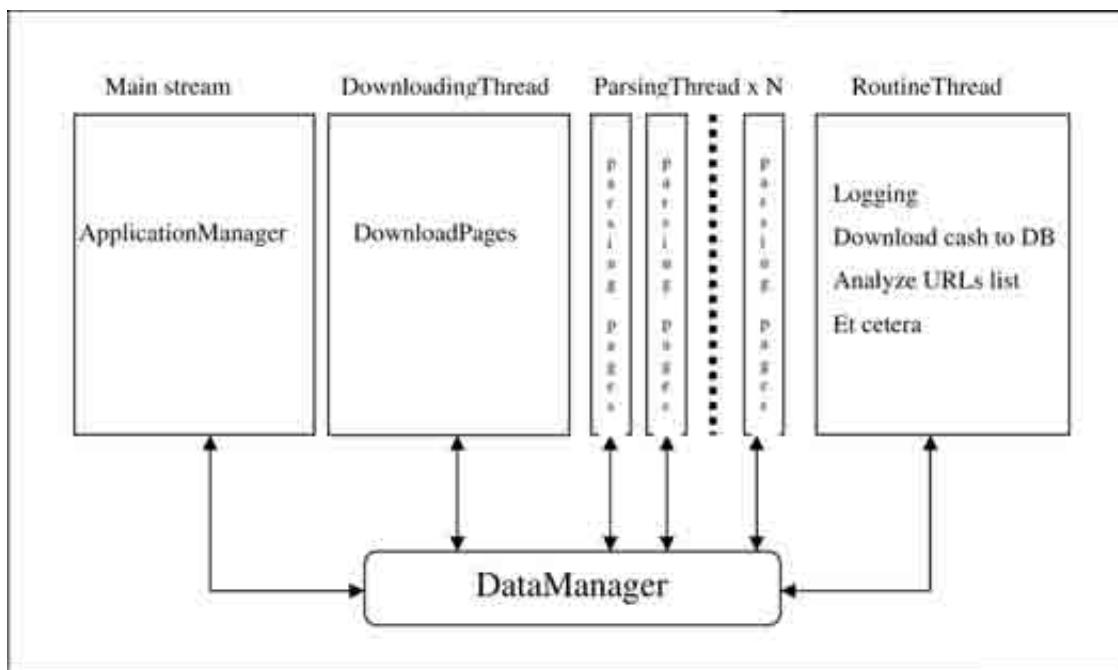 Main stream
DownloadingThread
ParsingThread x N
RoutineThread
ApplicationManager
DownloadPages
parsing pages
parsing pages
parsing pages
Logging
Download cash to DB
Analyze URLs list
Et cetera
DataManager